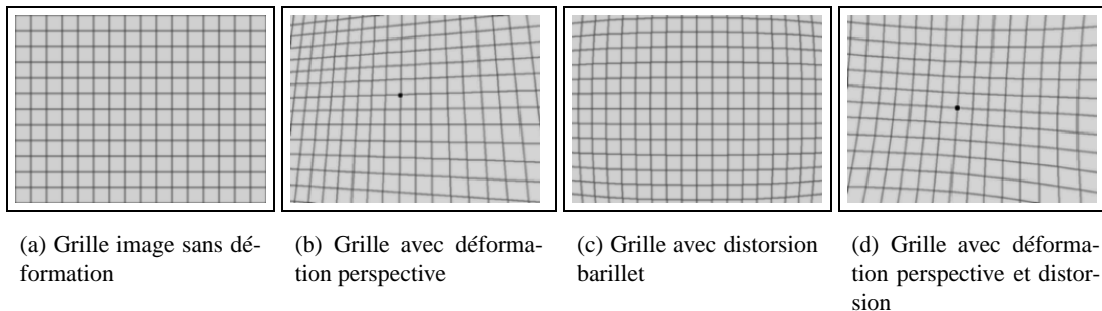 (a) Grille image sans dé-
formation
(b) Grille avec déforma-
tion perspective
(c) Grille avec distorsion
barillet
(d) Grille avec déforma-
tion perspective et distor-
sion